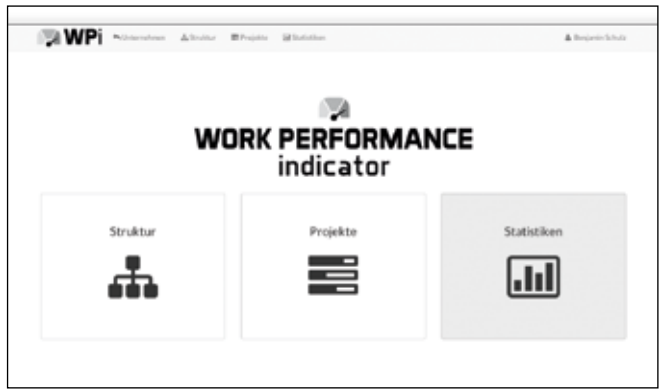 WPi Unternehmen Struktur Projekte Statistiken Benjamin Schulz
WORK PERFORMANCE
indicator
Struktur Projekte Statistiken